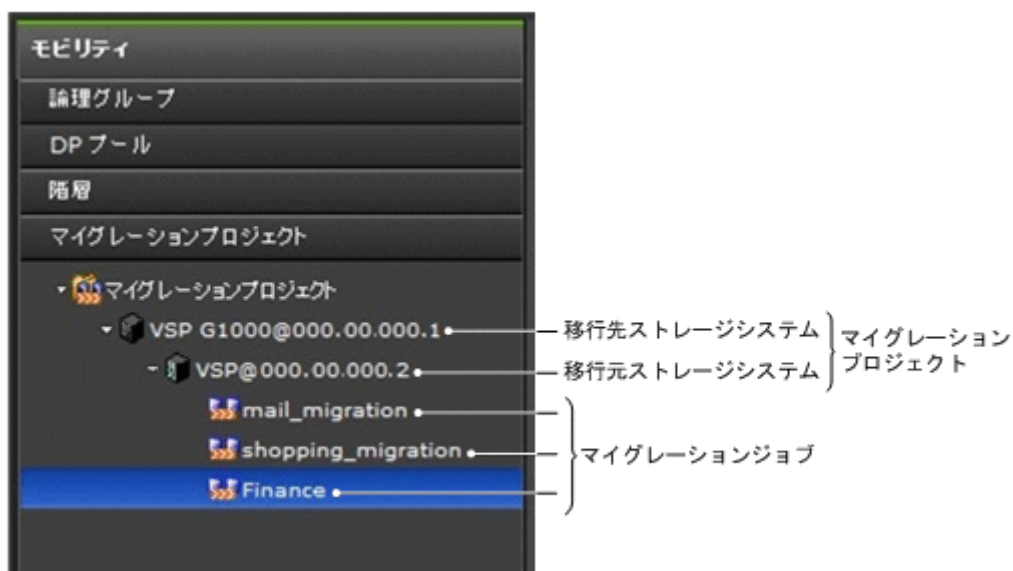 モビリティ
論理グループ
DP プール
階層
マイグレーションプロジェクト
マイグレーションプロジェクト
VSP G1000@000.00.000.1
移行先ストレージシステム
VSP@000.00.000.2
移行元ストレージシステム
マイグレーション
プロジェクト
mail_migration
shopping_migration
マイグレーションジョブ
Finance